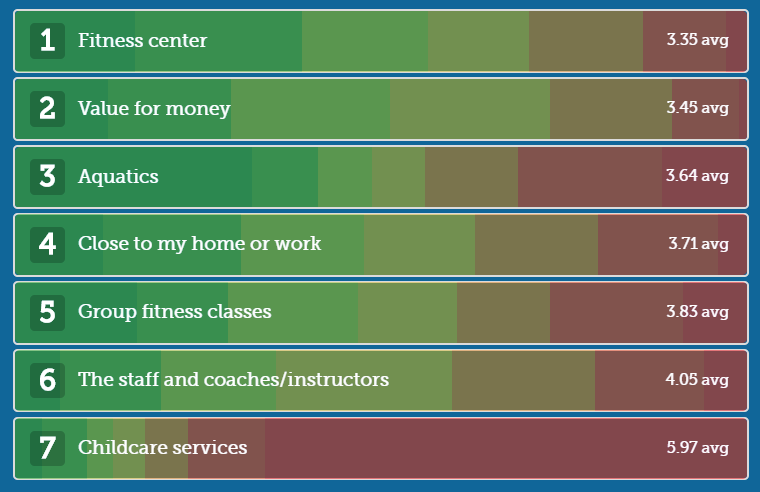 1 Fitness center 3.35 avg
2 Value for money 3.45 avg
3 Aquatics 3.64 avg
4 Close to my home or work 3.71 avg
5 Group fitness classes 3.83 avg
6 The staff and coaches/instructors 4.05 avg
7 Childcare services 5.97 avg